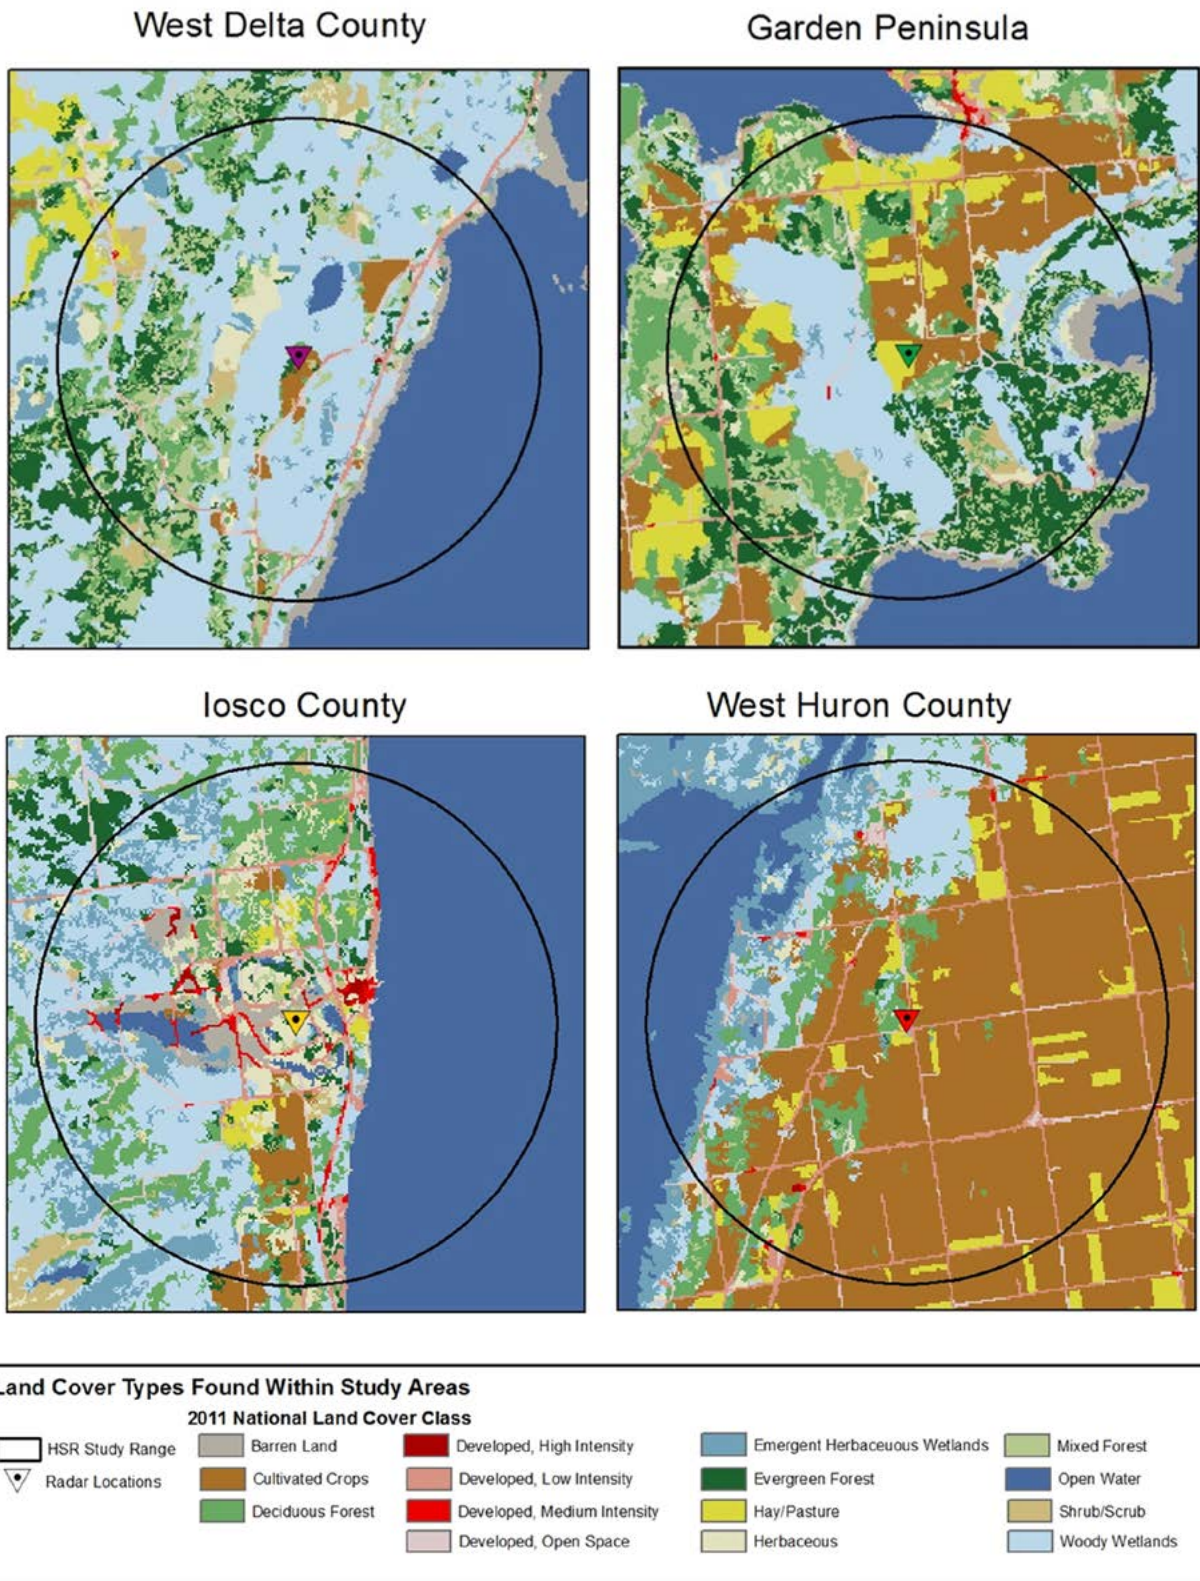 West Delta County
Garden Peninsula
Iosco County
West Huron County
Land Cover Types Found Within Study Areas
2011 National Land Cover Class
HSR Study Range
Radar Locations
Barren Land
Cultivated Crops
Deciduous Forest
Developed, High Intensity
Developed, Low Intensity
Developed, Medium Intensity
Developed, Open Space
Emergent Herbaceuous Wetlands
Evergreen Forest
Hay/Pasture
Herbaceous
Mixed Forest
Open Water
Shrub/Scrub
Woody Wetlands